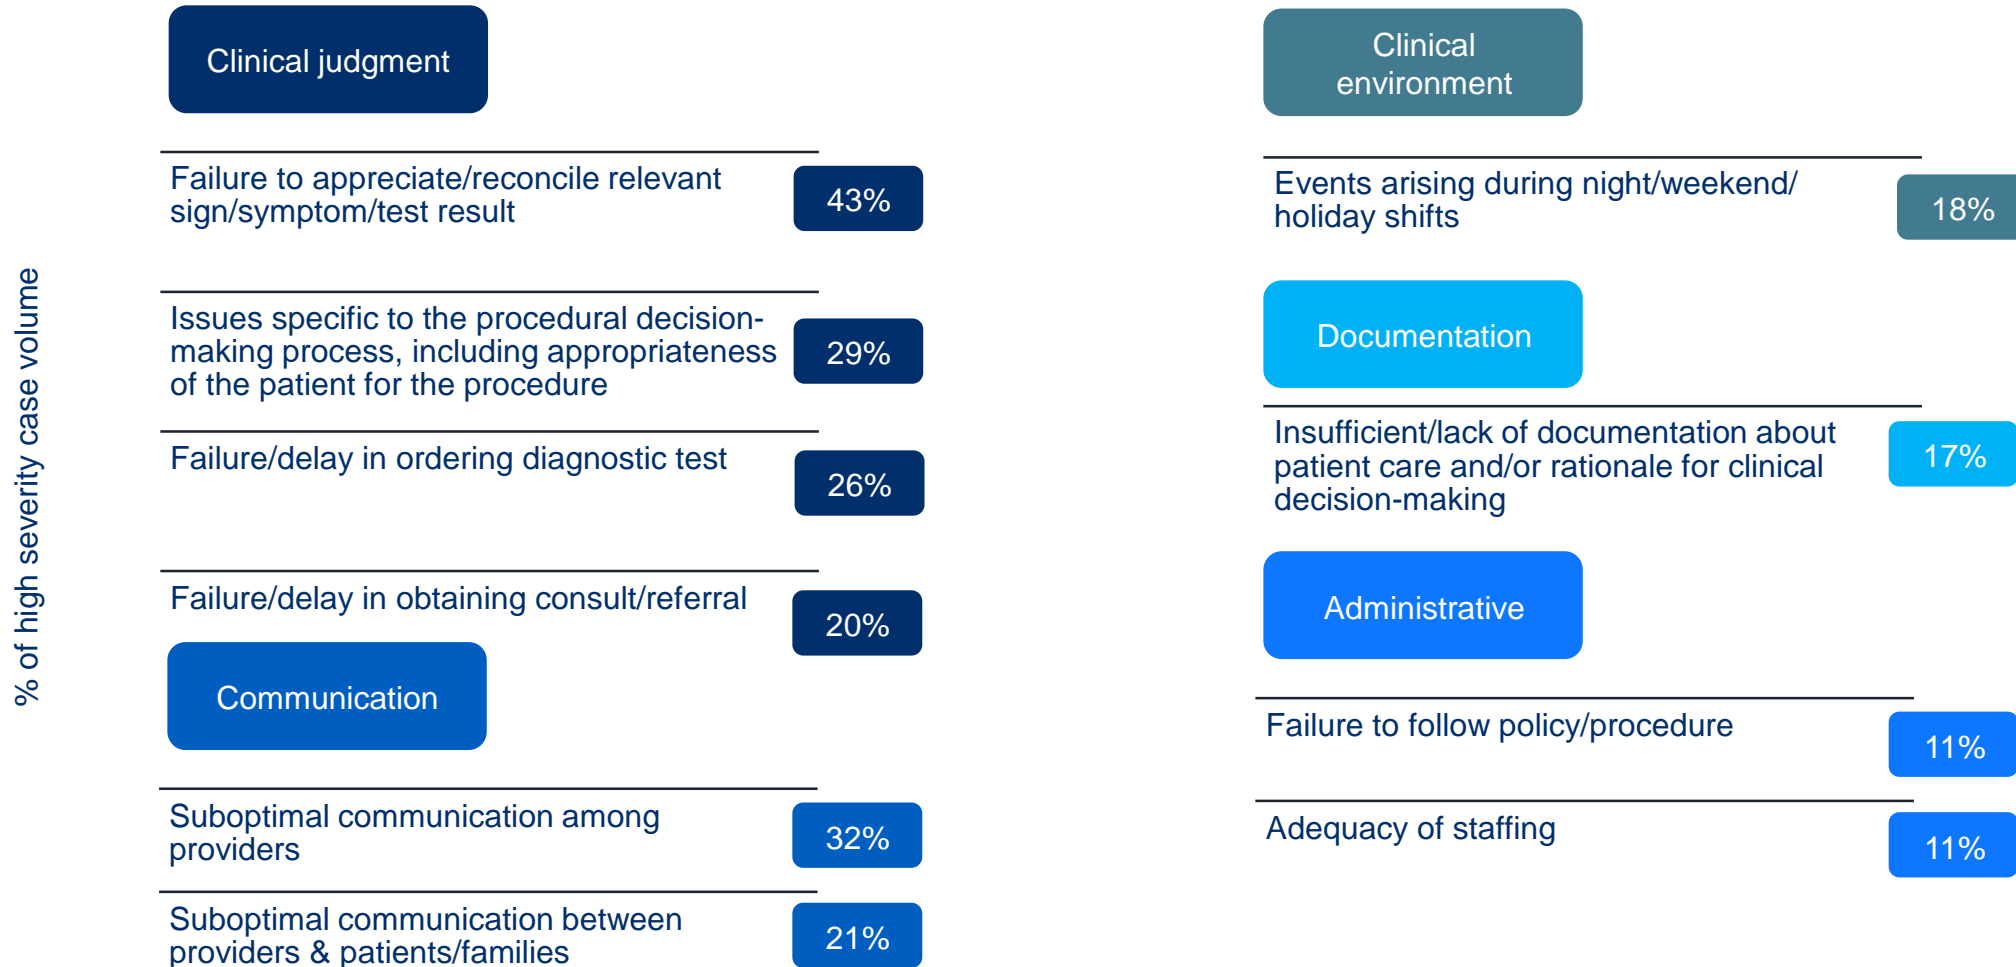 % of high severity case volume
Clinical judgment
Failure to appreciate/reconcile relevant
sign/symptom/test result
43%
Issues specific to the procedural decision-
making process, including appropriateness
of the patient for the procedure
29%
Failure/delay in ordering diagnostic test
26%
Failure/delay in obtaining consult/referral
20%
Communication
Suboptimal communication among
providers
32%
Suboptimal communication between
providers & patients/families
21%
Clinical
environment
Events arising during night/weekend/
holiday shifts
18%
Documentation
Insufficient/lack of documentation about
patient care and/or rationale for clinical
decision-making
17%
Administrative
Failure to follow policy/procedure
11%
Adequacy of staffing
11%